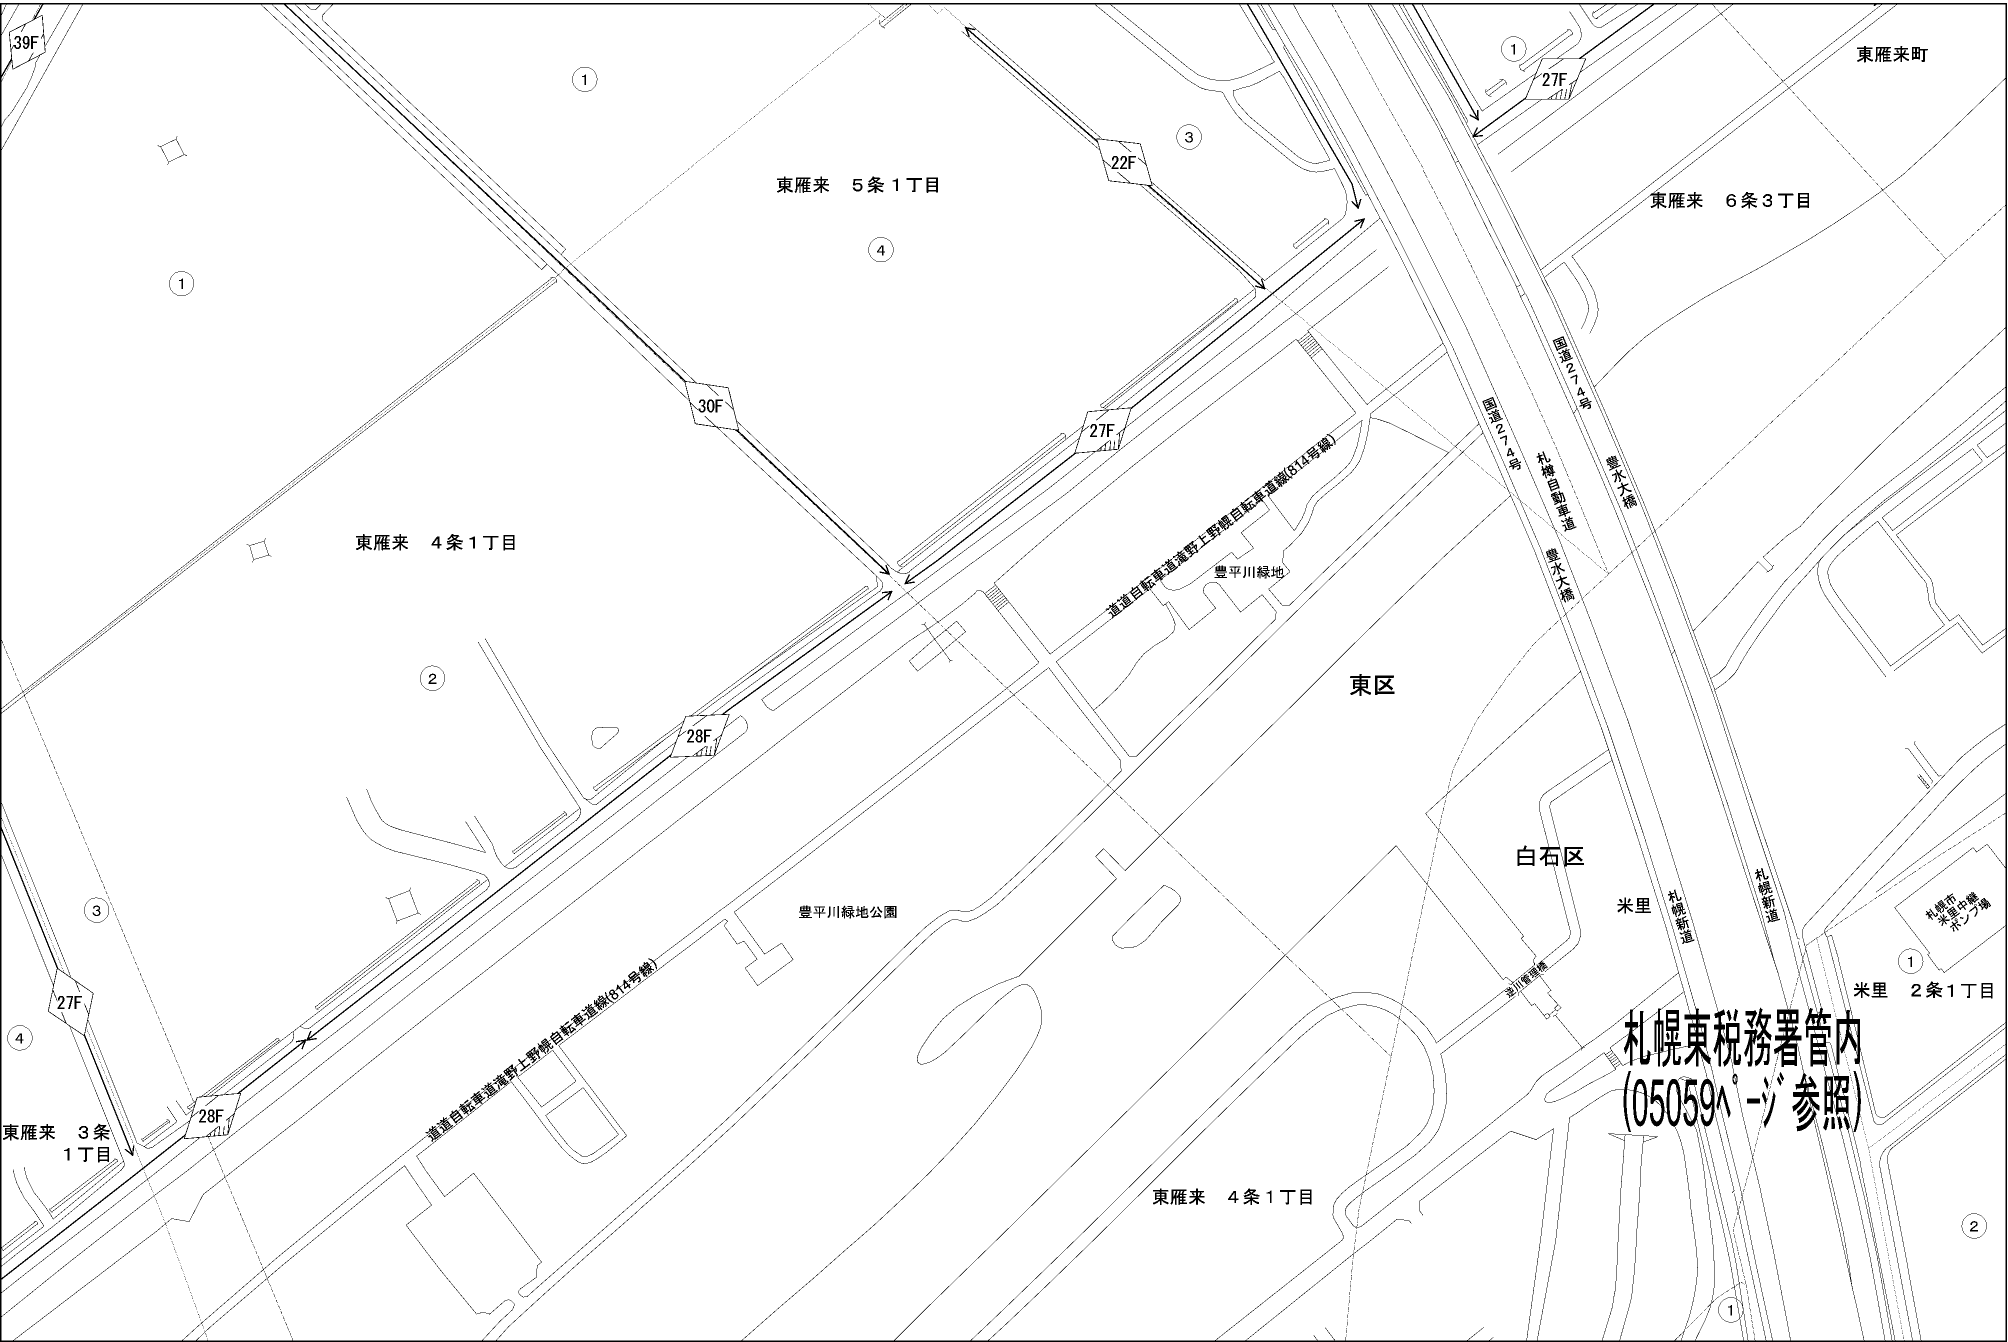 39F
①
①
27F
東雁来町
③
22F
東雁来　５条１丁目
東雁来　６条３丁目
④
①
国道２７４号
30F
27F
国道２７４号
道道自転車道滝野上野幌自転車道線(814号線)
札樽自動車道
豊水大橋
東雁来　４条１丁目
豊平川緑地
豊水大橋
②
東区
28F
白石区
③
豊平川緑地公園
米里
札幌新道
札幌新道
札幌市
米里中継
ポンプ場
①
道道自転車道滝野上野幌自転車道線(814号線)
逆川管理橋
米里　２条１丁目
27F
④
札幌東税務署管内
(05059ﾍﾟｰｼﾞ参照)
28F
東雁来　３条
１丁目
東雁来　４条１丁目
②
①